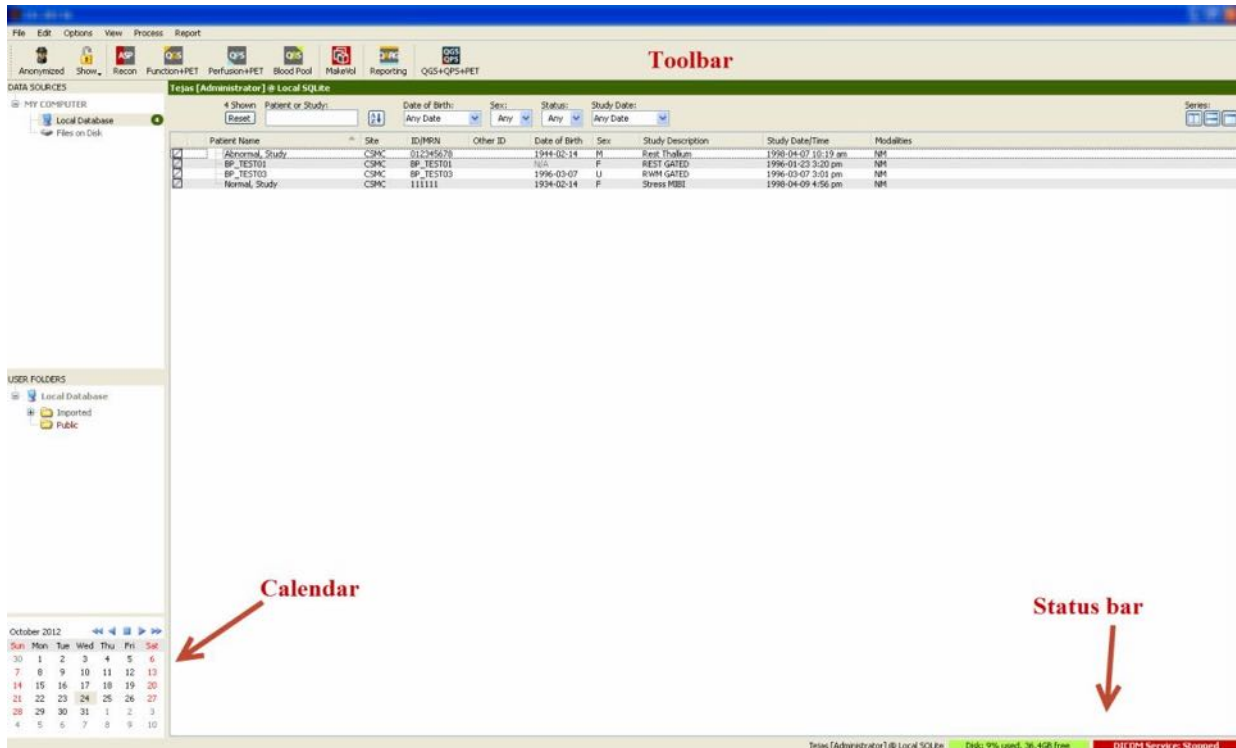 File Edit Options View Process Report
ASP QGS QPS QBS QARG QGS QPS
Anonymized Show Recon Function+PET Perfusion+PET Blood Pool MakeVol Reporting QGS+QPS+PET
Toolbar
DATA SOURCES
Tejas [Administrator] @ Local SQLite
MY COMPUTER
Local Database 4
Files on Disk
4 Shown Patient or Study: Date of Birth: Sex: Status: Study Date: Series:
Reset Any Date Any Any Any Date
Patient Name Site ID/MRN Other ID Date of Birth Sex Study Description Study Date/Time Modalities
Abnormal, Study CSMC 012345678 1944-02-14 M Rest Thallium 1998-04-07 10:19 am NM
BP_TEST01 CSMC BP_TEST01 N/A F REST GATED 1996-01-23 3:20 pm NM
BP_TEST03 CSMC BP_TEST03 1996-03-07 U RWM GATED 1996-03-07 3:01 pm NM
Normal, Study CSMC 111111 1934-02-14 F Stress MIBI 1998-04-09 4:56 pm NM
USER FOLDERS
Local Database
Imported
Public
Calendar
Status bar
October 2012
Sun Mon Tue Wed Thu Fri Sat
30 1 2 3 4 5 6
7 8 9 10 11 12 13
14 15 16 17 18 19 20
21 22 23 24 25 26 27
28 29 30 31 1 2 3
4 5 6 7 8 9 10
Tejas [Administrator] @ Local SQLite Disk: 9% used, 36.4GB free DICOM Service: Stopped